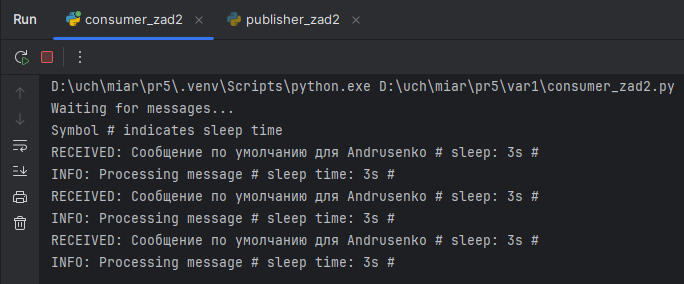 Run consumer_zad2 publisher_zad2
D:\uch\miar\pr5\.venv\Scripts\python.exe D:\uch\miar\pr5\var1\consumer_zad2.py
Waiting for messages...
Symbol # indicates sleep time
RECEIVED: Сообщение по умолчанию для Andrusenko # sleep: 3s #
INFO: Processing message # sleep time: 3s #
RECEIVED: Сообщение по умолчанию для Andrusenko # sleep: 3s #
INFO: Processing message # sleep time: 3s #
RECEIVED: Сообщение по умолчанию для Andrusenko # sleep: 3s #
INFO: Processing message # sleep time: 3s #